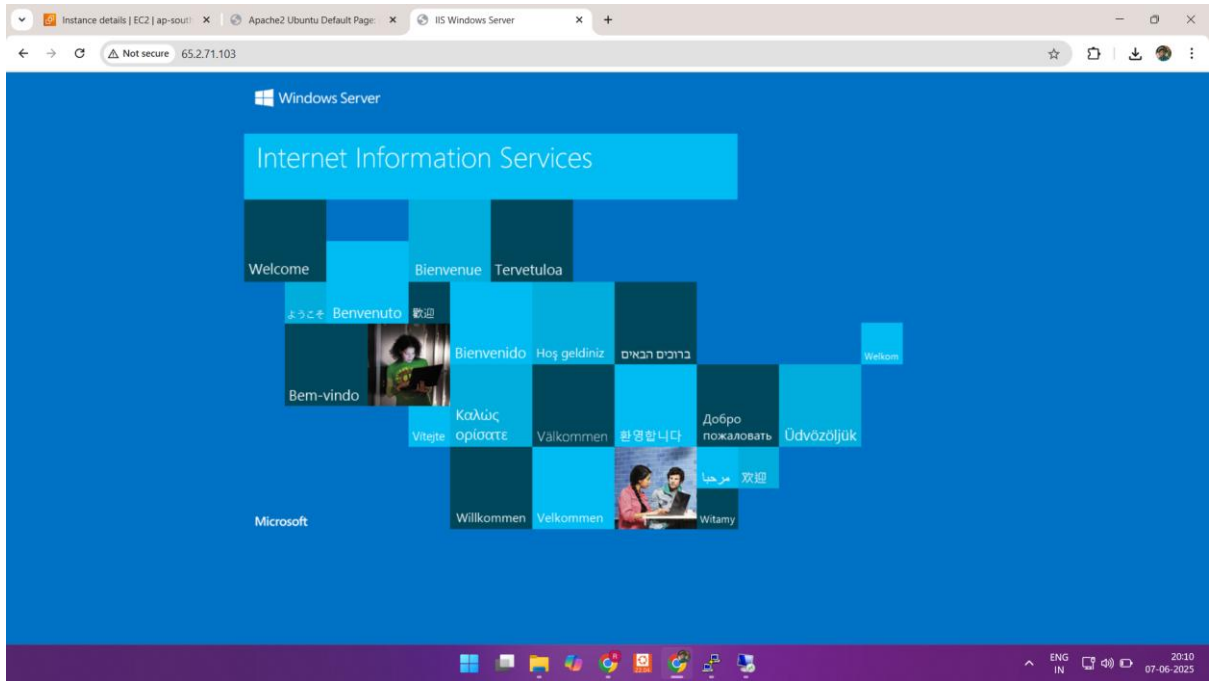 Instance details | EC2 | ap-south
Apache2 Ubuntu Default Page:
IIS Windows Server
Not secure
65.2.71.103
Windows Server
Internet Information Services
Welcome
Bienvenue
Tervetuloa
ようこそ
Benvenuto
歡迎
Bienvenido
Hoş geldiniz
ברוכים הבאים
Welkom
Bem-vindo
Vítejte
Καλώς
ορίσατε
Välkommen
환영합니다
Добро
пожаловать
Üdvözöljük
مرحبا
欢迎
Microsoft
Willkommen
Velkommen
Witamy
ENG
IN
20:10
07-06-2025